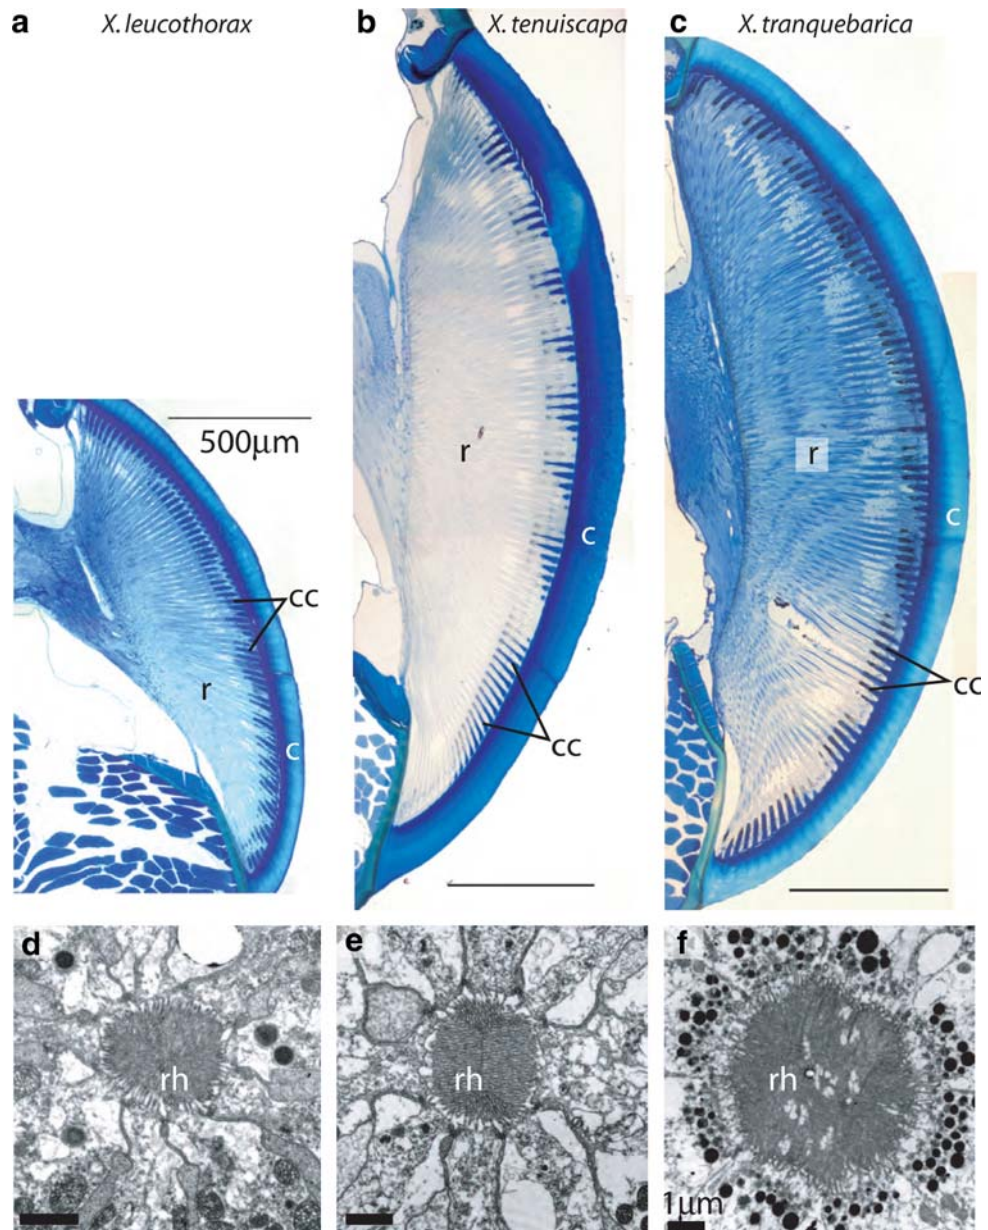 a X. leucothorax
b X. tenuiscapa
c X. tranquebarica
500µm
cc
r
c
r
c
cc
r
c
cc
d
rh
e
rh
f
rh
1µm